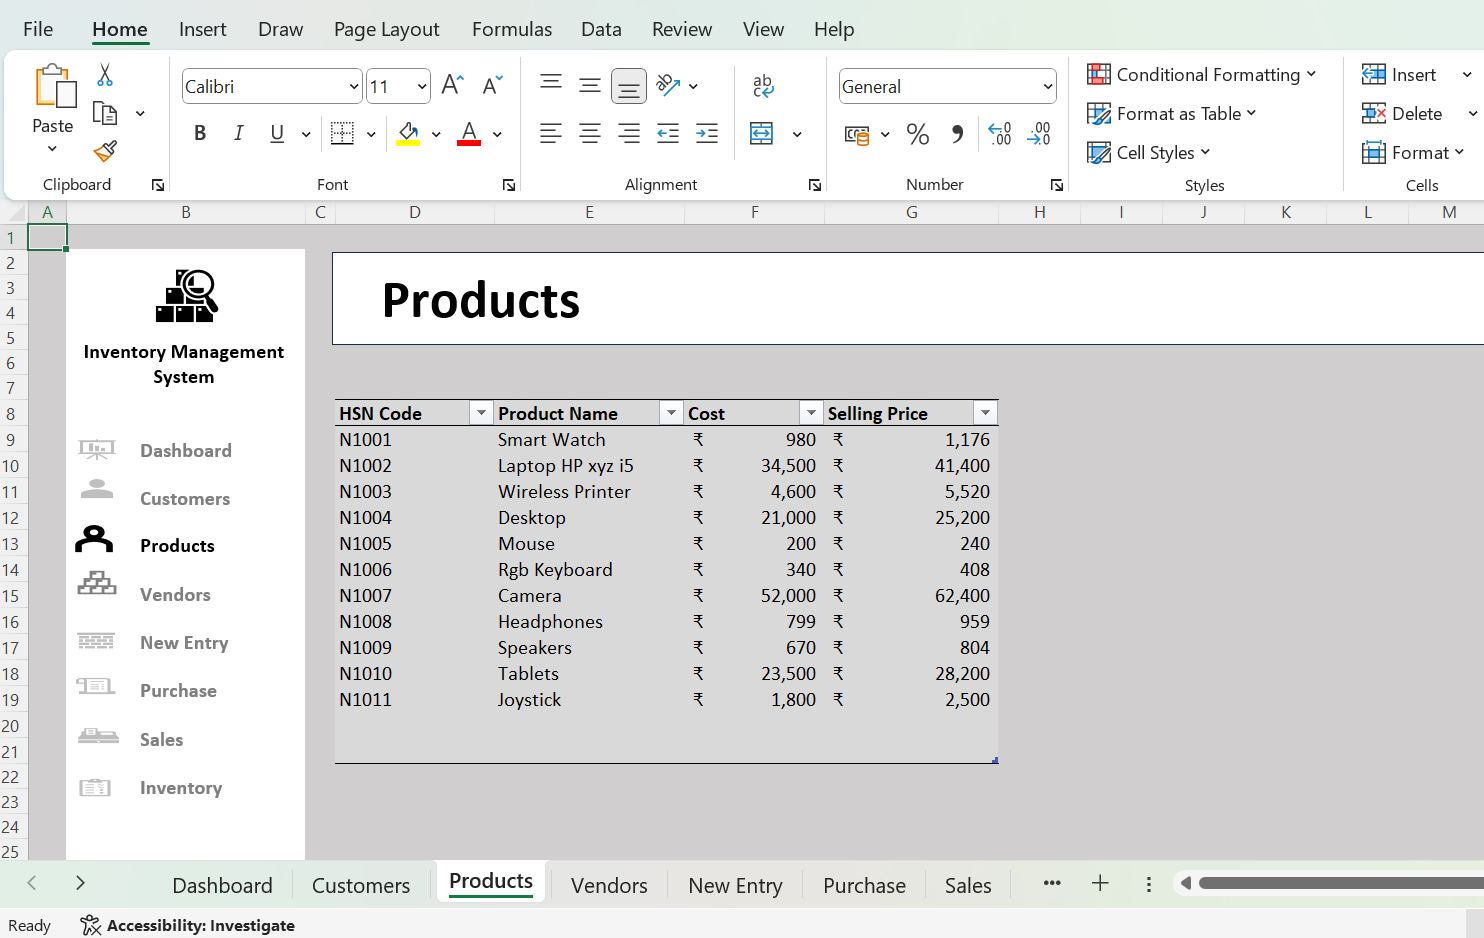 File Home Insert Draw Page Layout Formulas Data Review View Help
Paste
Calibri 11
B I U A
ab
General
% .00 .00
Conditional Formatting
Format as Table
Cell Styles
Insert
Delete
Format
Clipboard Font Alignment Number Styles Cells
A B C D E F G H I J K L M
1
2
3
4
5
6
7
8
9
10
11
12
13
14
15
16
17
18
19
20
21
22
23
24
25
Inventory Management
System
Dashboard
Customers
Products
Vendors
New Entry
Purchase
Sales
Inventory
Products
HSN Code Product Name Cost Selling Price
N1001 Smart Watch ₹ 980 ₹ 1,176
N1002 Laptop HP xyz i5 ₹ 34,500 ₹ 41,400
N1003 Wireless Printer ₹ 4,600 ₹ 5,520
N1004 Desktop ₹ 21,000 ₹ 25,200
N1005 Mouse ₹ 200 ₹ 240
N1006 Rgb Keyboard ₹ 340 ₹ 408
N1007 Camera ₹ 52,000 ₹ 62,400
N1008 Headphones ₹ 799 ₹ 959
N1009 Speakers ₹ 670 ₹ 804
N1010 Tablets ₹ 23,500 ₹ 28,200
N1011 Joystick ₹ 1,800 ₹ 2,500
Dashboard Customers Products Vendors New Entry Purchase Sales ...
Ready Accessibility: Investigate